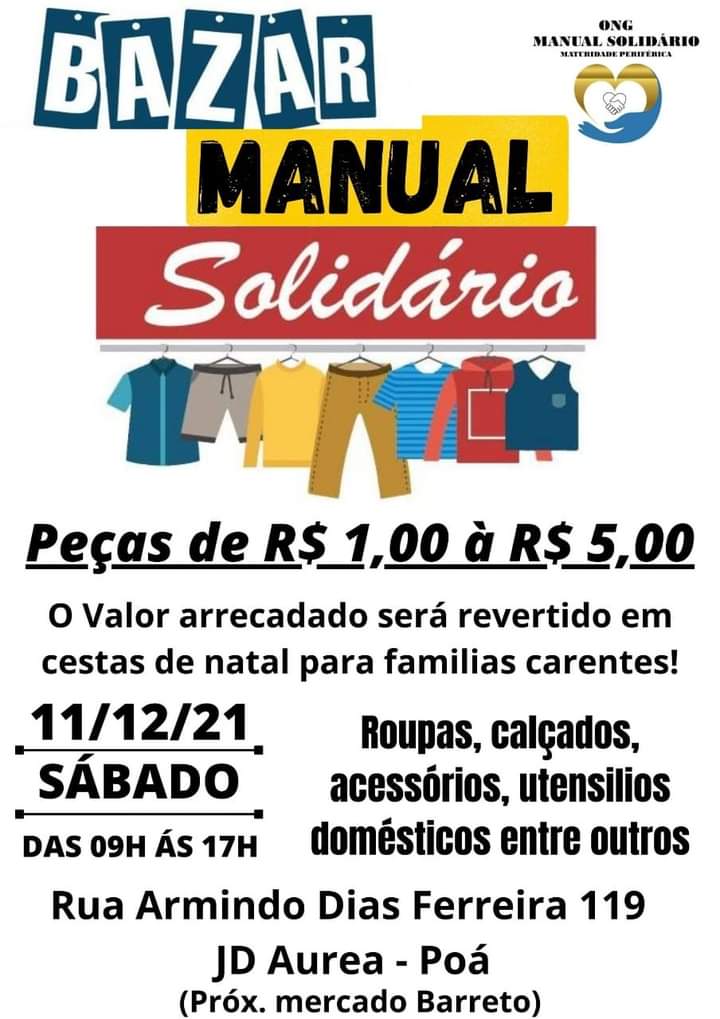 BAZAR
ONG
MANUAL SOLIDÁRIO
MATURIDADE PERIFÉRICA
MANUAL
Solidário
Peças de R$ 1,00 à R$ 5,00
O Valor arrecadado será revertido em
cestas de natal para familias carentes!
11/12/21
SÁBADO
DAS 09H ÁS 17H
Roupas, calçados,
acessórios, utensilios
domésticos entre outros
Rua Armindo Dias Ferreira 119
JD Aurea - Poá
(Próx. mercado Barreto)